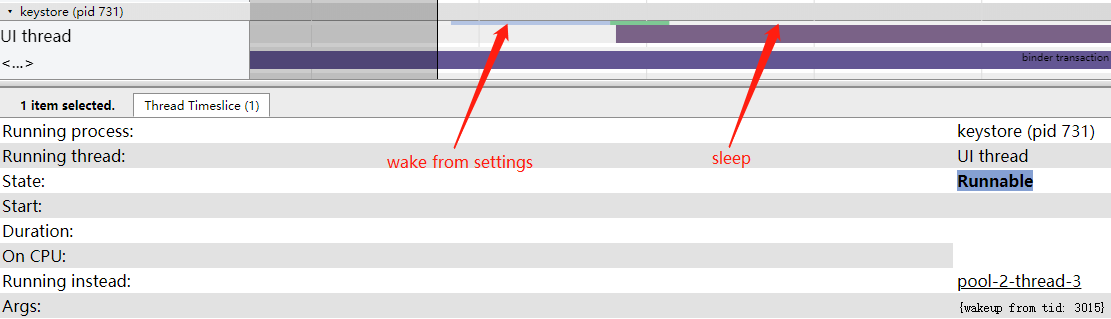 keystore (pid 731)
UI thread
<...>
binder transaction
1 item selected.
Thread Timeslice (1)
Running process:
keystore (pid 731)
Running thread:
wake from settings
sleep
UI thread
State:
Runnable
Start:
Duration:
On CPU:
Running instead:
pool-2-thread-3
Args:
{wakeup from tid: 3015}